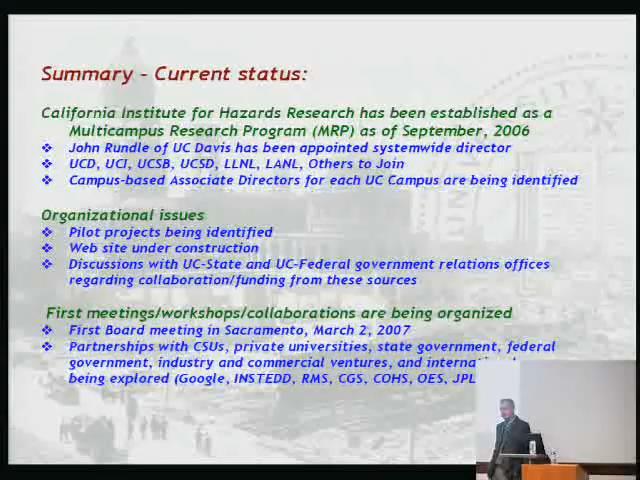 Summary - Current status:
California Institute for Hazards Research has been established as a
Multicampus Research Program (MRP) as of September, 2006
❖ John Rundle of UC Davis has been appointed systemwide director
❖ UCD, UCI, UCSB, UCSD, LLNL, LANL, Others to Join
❖ Campus-based Associate Directors for each UC Campus are being identified
Organizational issues
❖ Pilot projects being identified
❖ Web site under construction
❖ Discussions with UC-State and UC-Federal government relations offices
regarding collaboration/funding from these sources
First meetings/workshops/collaborations are being organized
❖ First Board meeting in Sacramento, March 2, 2007
❖ Partnerships with CSUs, private universities, state government, federal
government, industry and commercial ventures, and
being explored (Google, INSTEDD, RMS, CGS, COHS, OES, JPL